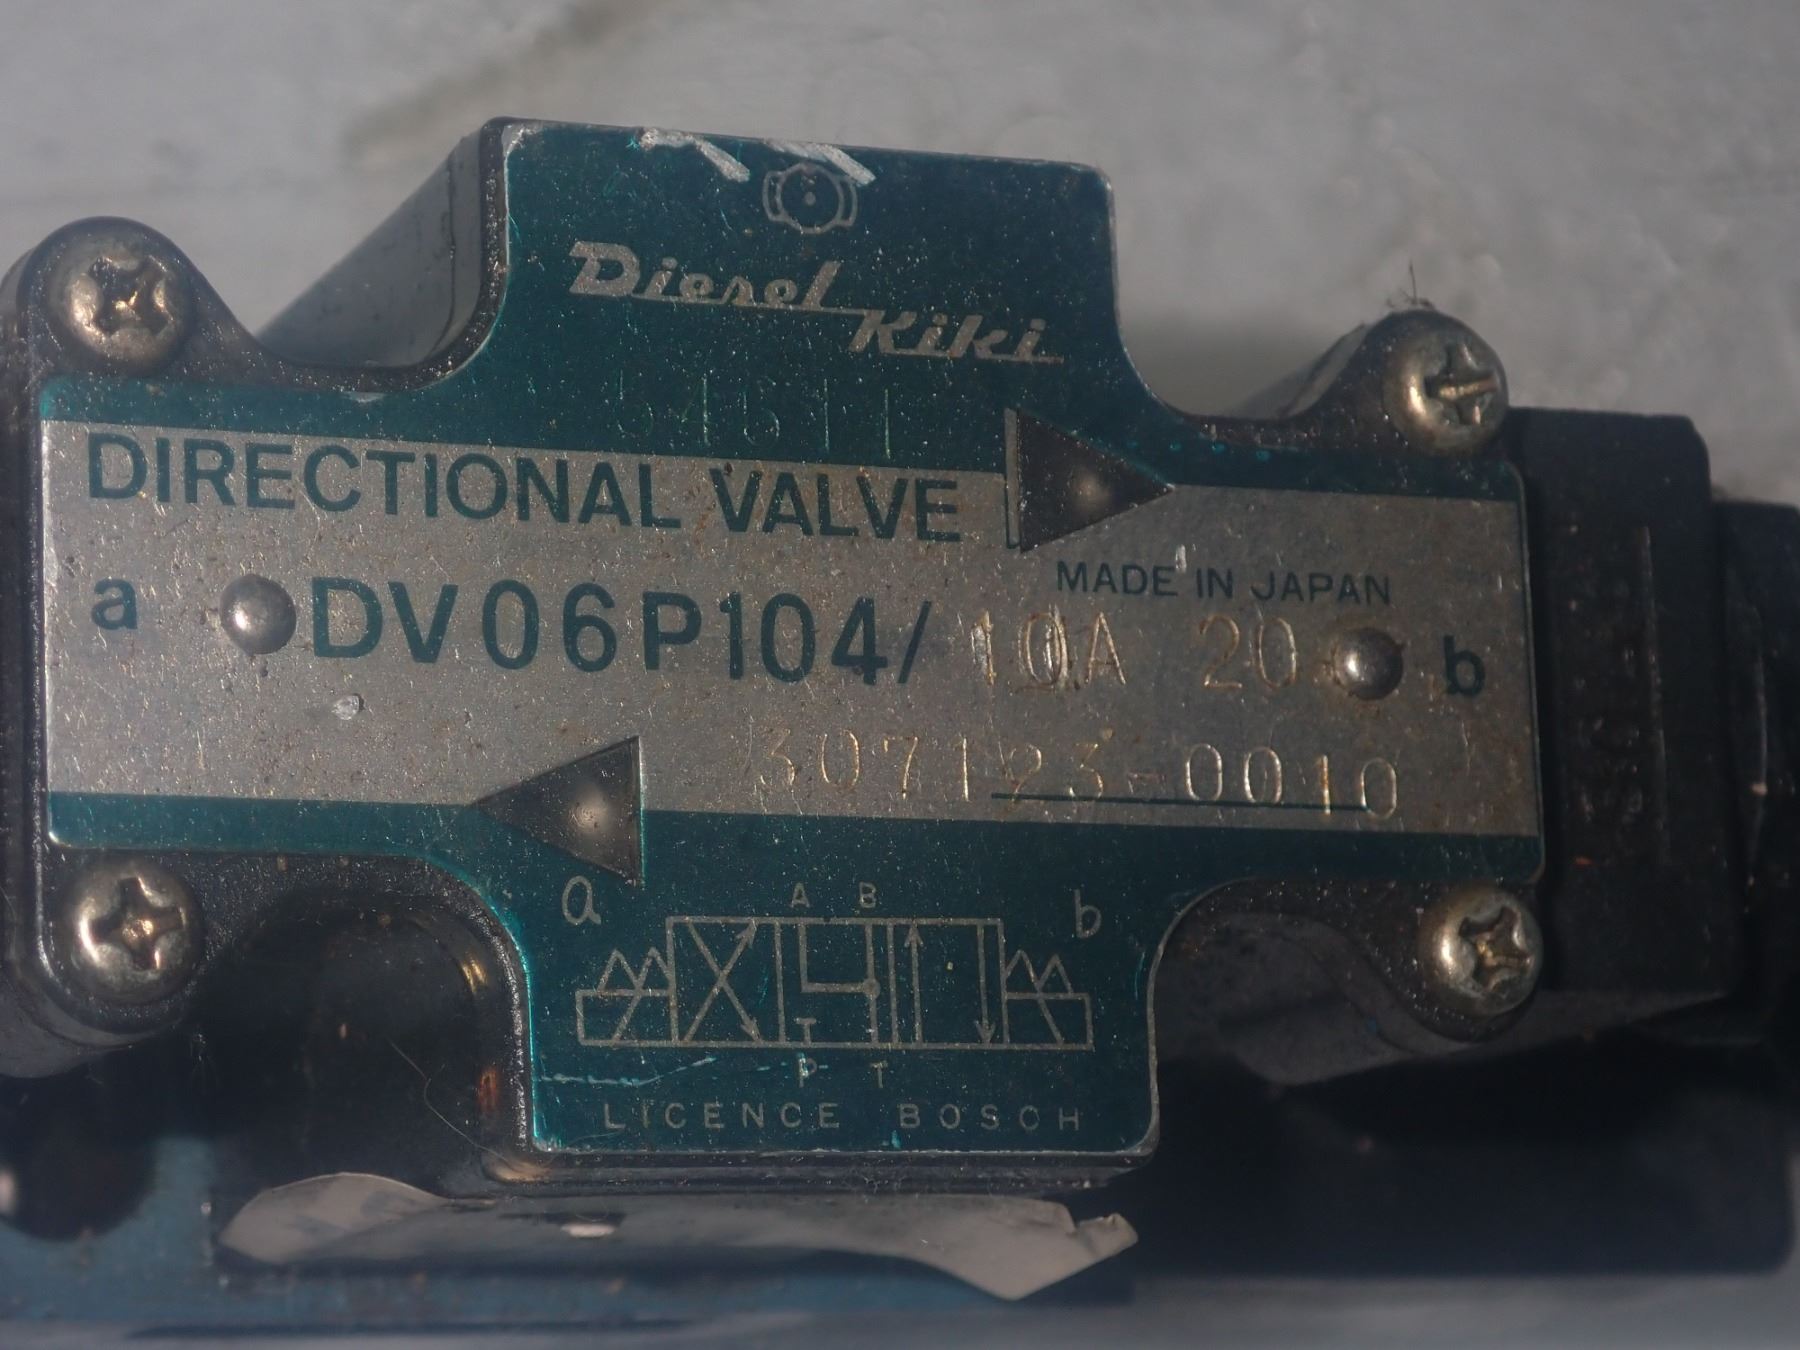 Diesel
Kiki
DIRECTIONAL VALVE
MADE IN JAPAN
a DV06P104/ 10A 20 b
307123-0010
a A B b
T
P T
LICENCE BOSCH